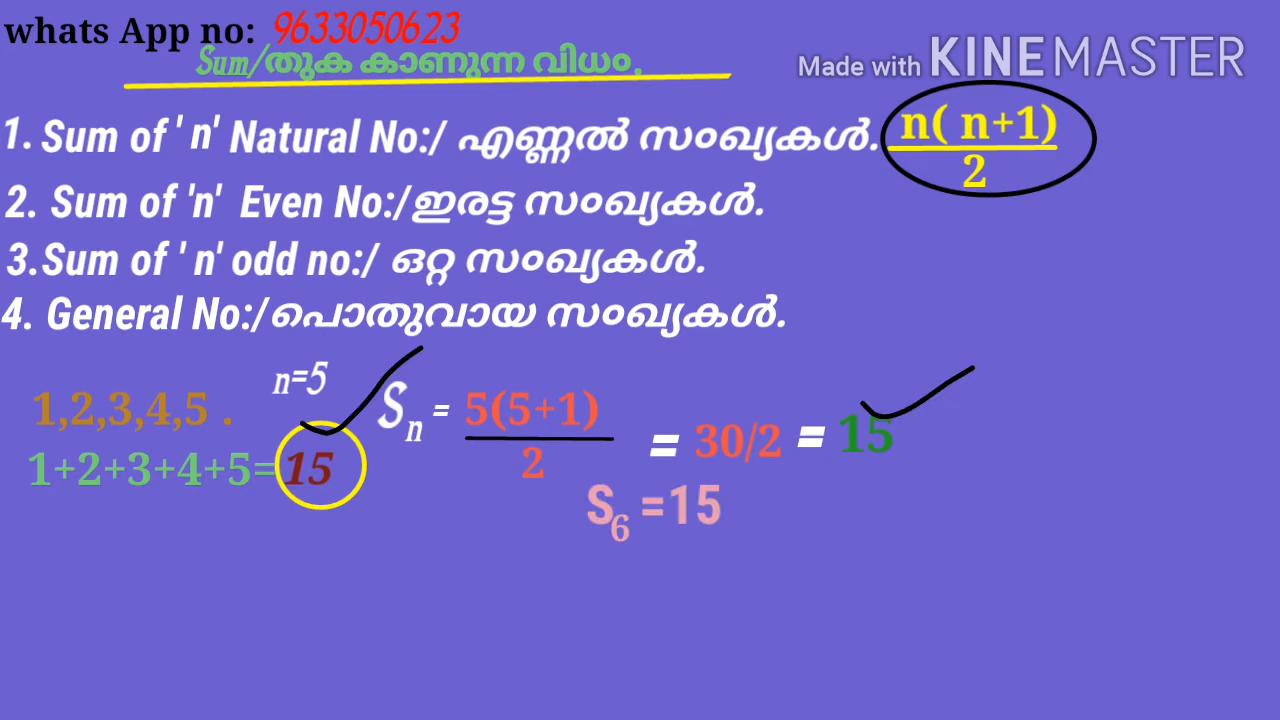 whats App no: 9633050623
Sum/തുക കാണുന്ന വിധം.
Made with KINEMASTER
1. Sum of ' n' Natural No:/ എണ്ണൽ സംഖ്യകൾ. n( n+1)
2
2. Sum of 'n' Even No:/ഇരട്ട സംഖ്യകൾ.
3.Sum of ' n' odd no:/ ഒറ്റ സംഖ്യകൾ.
4. General No:/പൊതുവായ സംഖ്യകൾ.
n=5
1,2,3,4,5 .
Sn = 5(5+1)
2
= 30/2 = 15
1+2+3+4+5=15
S6 =15